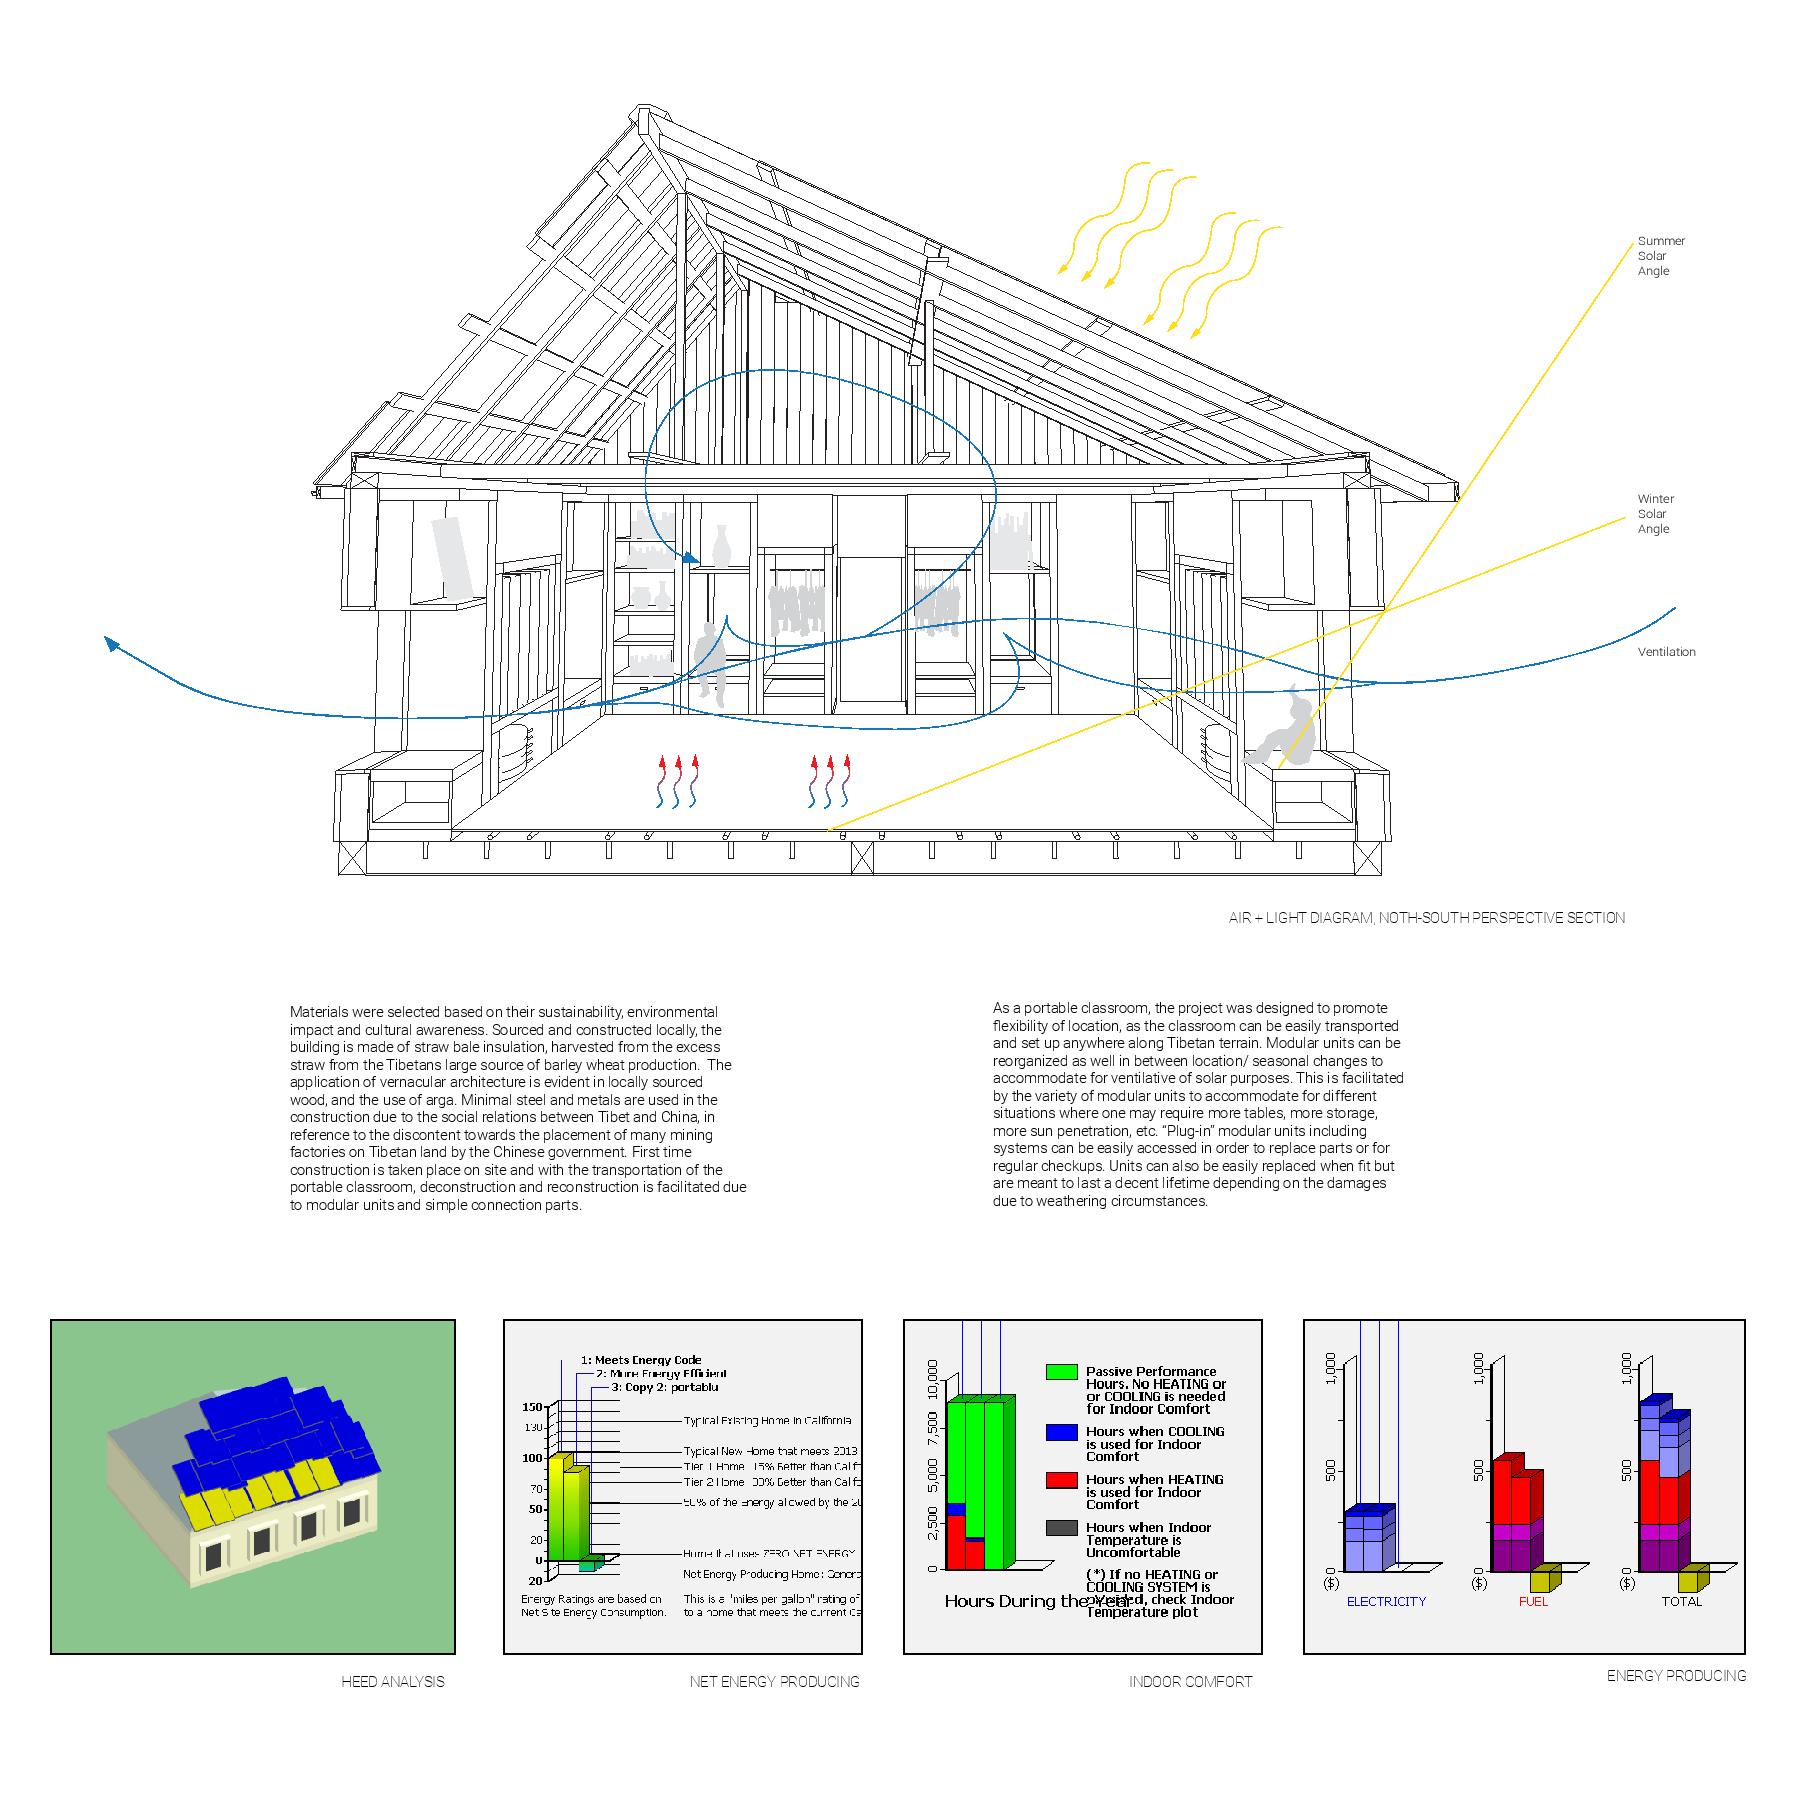 Summer
Solar
Angle
Winter
Solar
Angle
Ventilation
AIR + LIGHT DIAGRAM, NOTH-SOUTH PERSPECTIVE SECTION
Materials were selected based on their sustainability, environmental
impact and cultural awareness. Sourced and constructed locally, the
building is made of straw bale insulation, harvested from the excess
straw from the Tibetans large source of barley wheat production.  The
application of vernacular architecture is evident in locally sourced
wood, and the use of arga. Minimal steel and metals are used in the
construction due to the social relations between Tibet and China, in
reference to the discontent towards the placement of many mining
factories on Tibetan land by the Chinese government. First time
construction is taken place on site and with the transportation of the
portable classroom, deconstruction and reconstruction is facilitated due
to modular units and simple connection parts.
As a portable classroom, the project was designed to promote
flexibility of location, as the classroom can be easily transported
and set up anywhere along Tibetan terrain. Modular units can be
reorganized as well in between location/ seasonal changes to
accommodate for ventilative of solar purposes. This is facilitated
by the variety of modular units to accommodate for different
situations where one may require more tables, more storage,
more sun penetration, etc. “Plug-in” modular units including
systems can be easily accessed in order to replace parts or for
regular checkups. Units can also be easily replaced when fit but
are meant to last a decent lifetime depending on the damages
due to weathering circumstances.
HEED ANALYSIS
1: Meets Energy Code
2: More Energy Efficient
3: Copy 2: portablu
150
130
100
70
50
20
0
20
Typical Existing Home in California
Typical New Home that meets 2013
Tier 1 Home 15% Better than Calif
Tier 2 Home 30% Better than Calif
50% of the Energy allowed by the 20
Home that uses ZERO NET ENERGY
Net Energy Producing Home:
Energy Ratings are based on
Net Site Energy Consumption.
This is a "miles per gallon" rating of
to a home that meets the current Ca
NET ENERGY PRODUCING
10,000
7,500
5,000
2,500
0
Passive Performance
Hours. No HEATING or
or COOLING is needed
for Indoor Comfort
Hours when COOLING
is used for Indoor
Comfort
Hours when HEATING
is used for Indoor
Comfort
Hours when Indoor
Temperature is
Uncomfortable
(*) If no HEATING or
COOLING SYSTEM is
check Indoor
Temperature plot
Hours During the Year
INDOOR COMFORT
1,000
500
0
($)
ELECTRICITY
1,000
500
0
($)
FUEL
1,000
500
0
($)
TOTAL
ENERGY PRODUCING